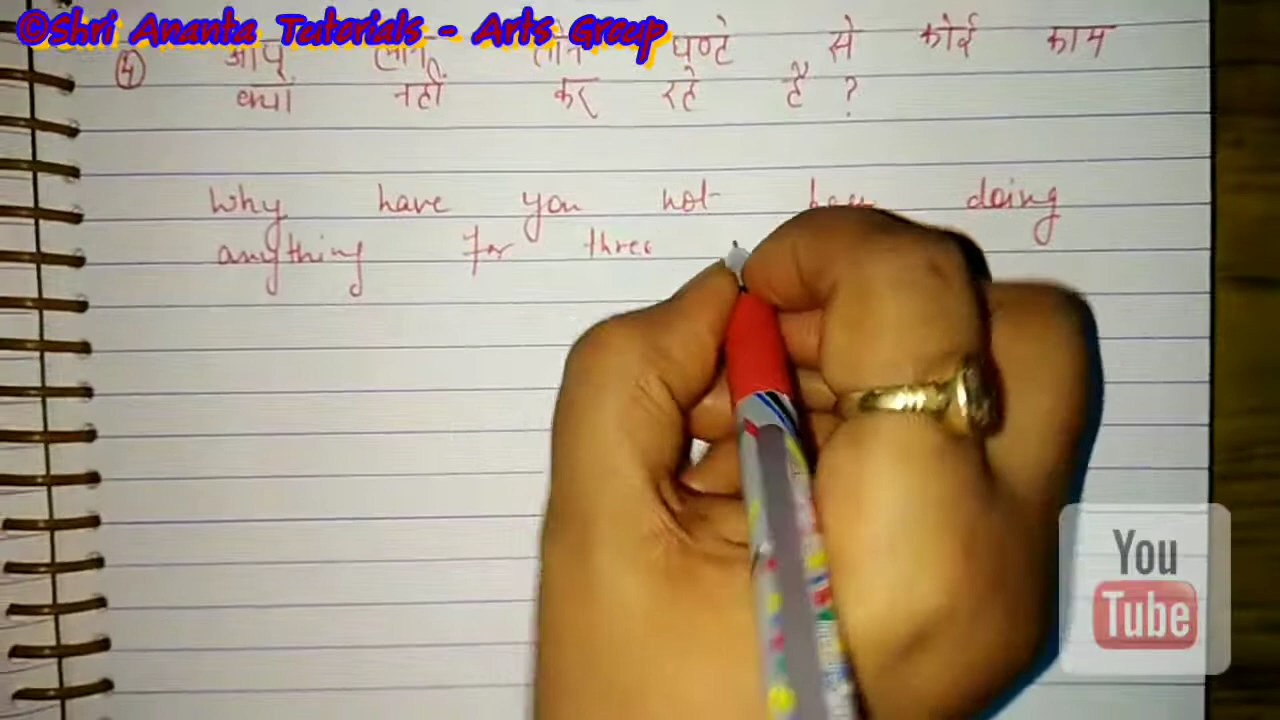 ©Shri Ananta Tutorials - Arts Group
आप लोग तीन घण्टे से कोई काम
क्यों नहीं कर रहे हैं ?
Why have you not been doing
anything for three
You
Tube